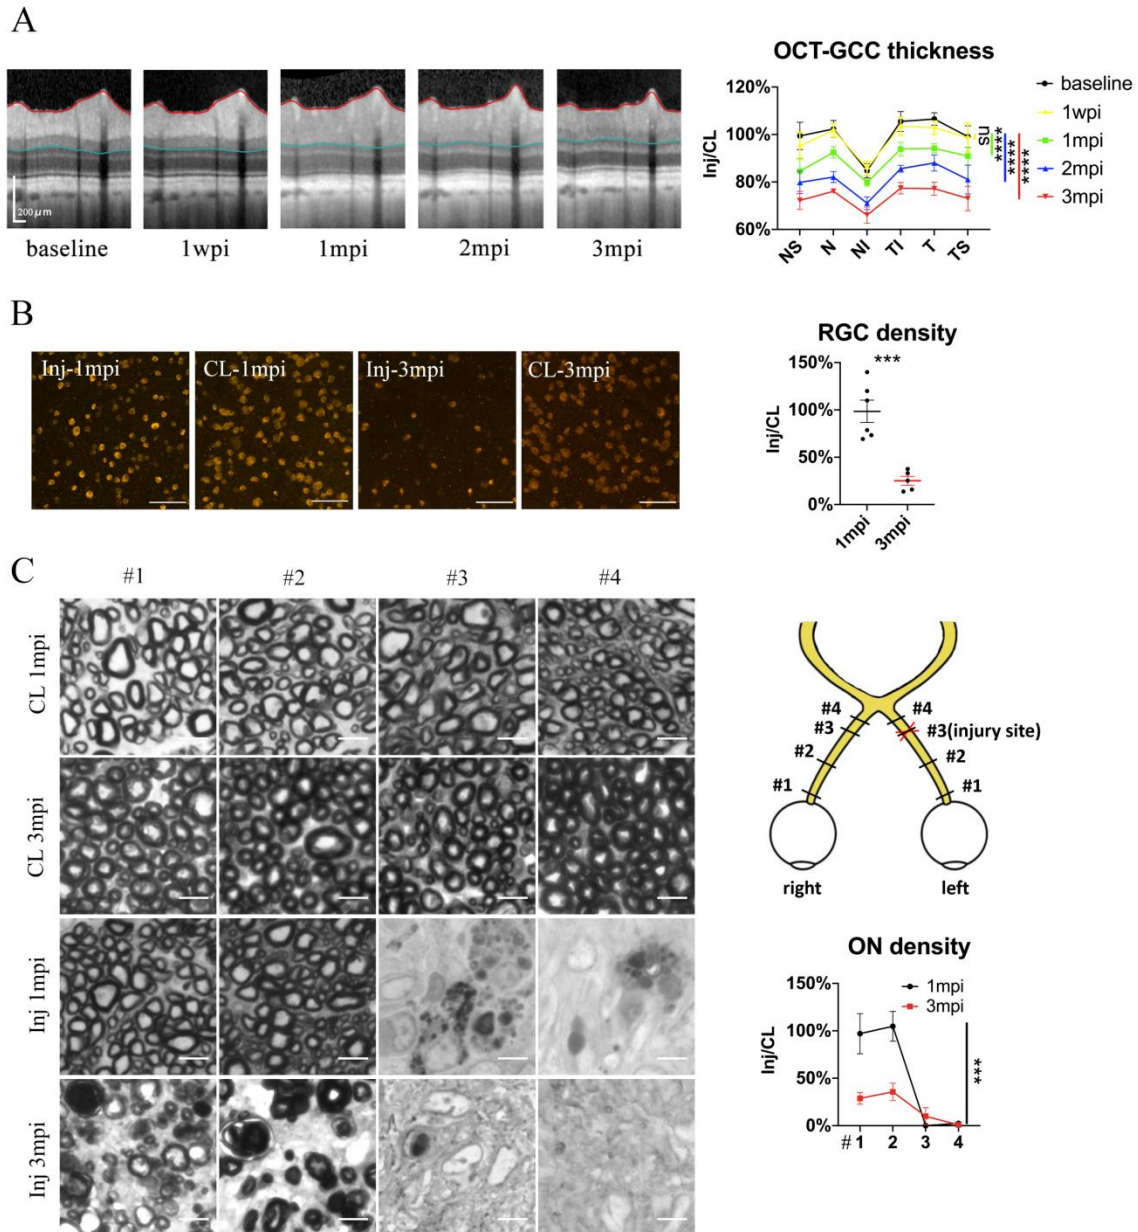 A
200μm
baseline
1wpi
1mpi
2mpi
3mpi
OCT-GCC thickness
120%
100%
80%
60%
Inj/CL
NS
N
NI
TI
T
TS
baseline
1wpi
1mpi
2mpi
3mpi
ns
****
****
****
B
Inj-1mpi
CL-1mpi
Inj-3mpi
CL-3mpi
RGC density
150%
100%
50%
0%
Inj/CL
***
1mpi
3mpi
C
#1
#2
#3
#4
CL 1mpi
CL 3mpi
Inj 1mpi
Inj 3mpi
#4
#4
#3
#3(injury site)
#2
#2
#1
#1
right
left
ON density
1mpi
3mpi
150%
100%
50%
0%
Inj/CL
***
# 1 2 3 4